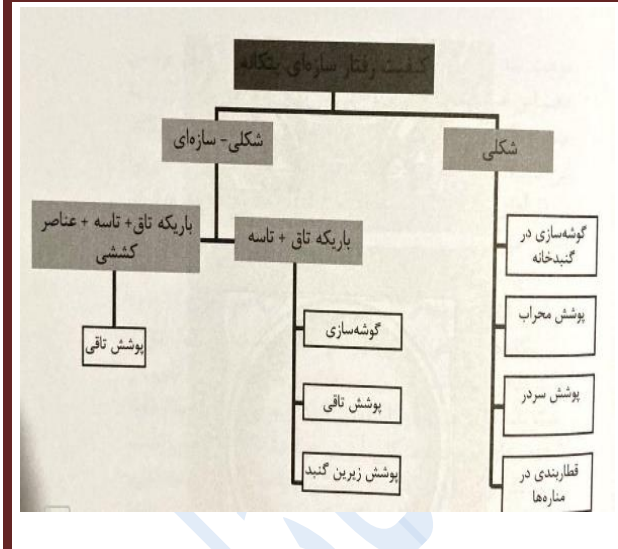 کیفیت رفتار سازه‌ای پتکانه
شکلی
شکلی- سازه‌ای
باریکه تاق + تاسه
باریکه تاق+ تاسه + عناصر
کششی
گوشه‌سازی در
گنبدخانه
پوشش محراب
پوشش سردر
قطاربندی در
مناره‌ها
گوشه‌سازی
پوشش تاقی
پوشش زیرین گنبد
پوشش تاقی